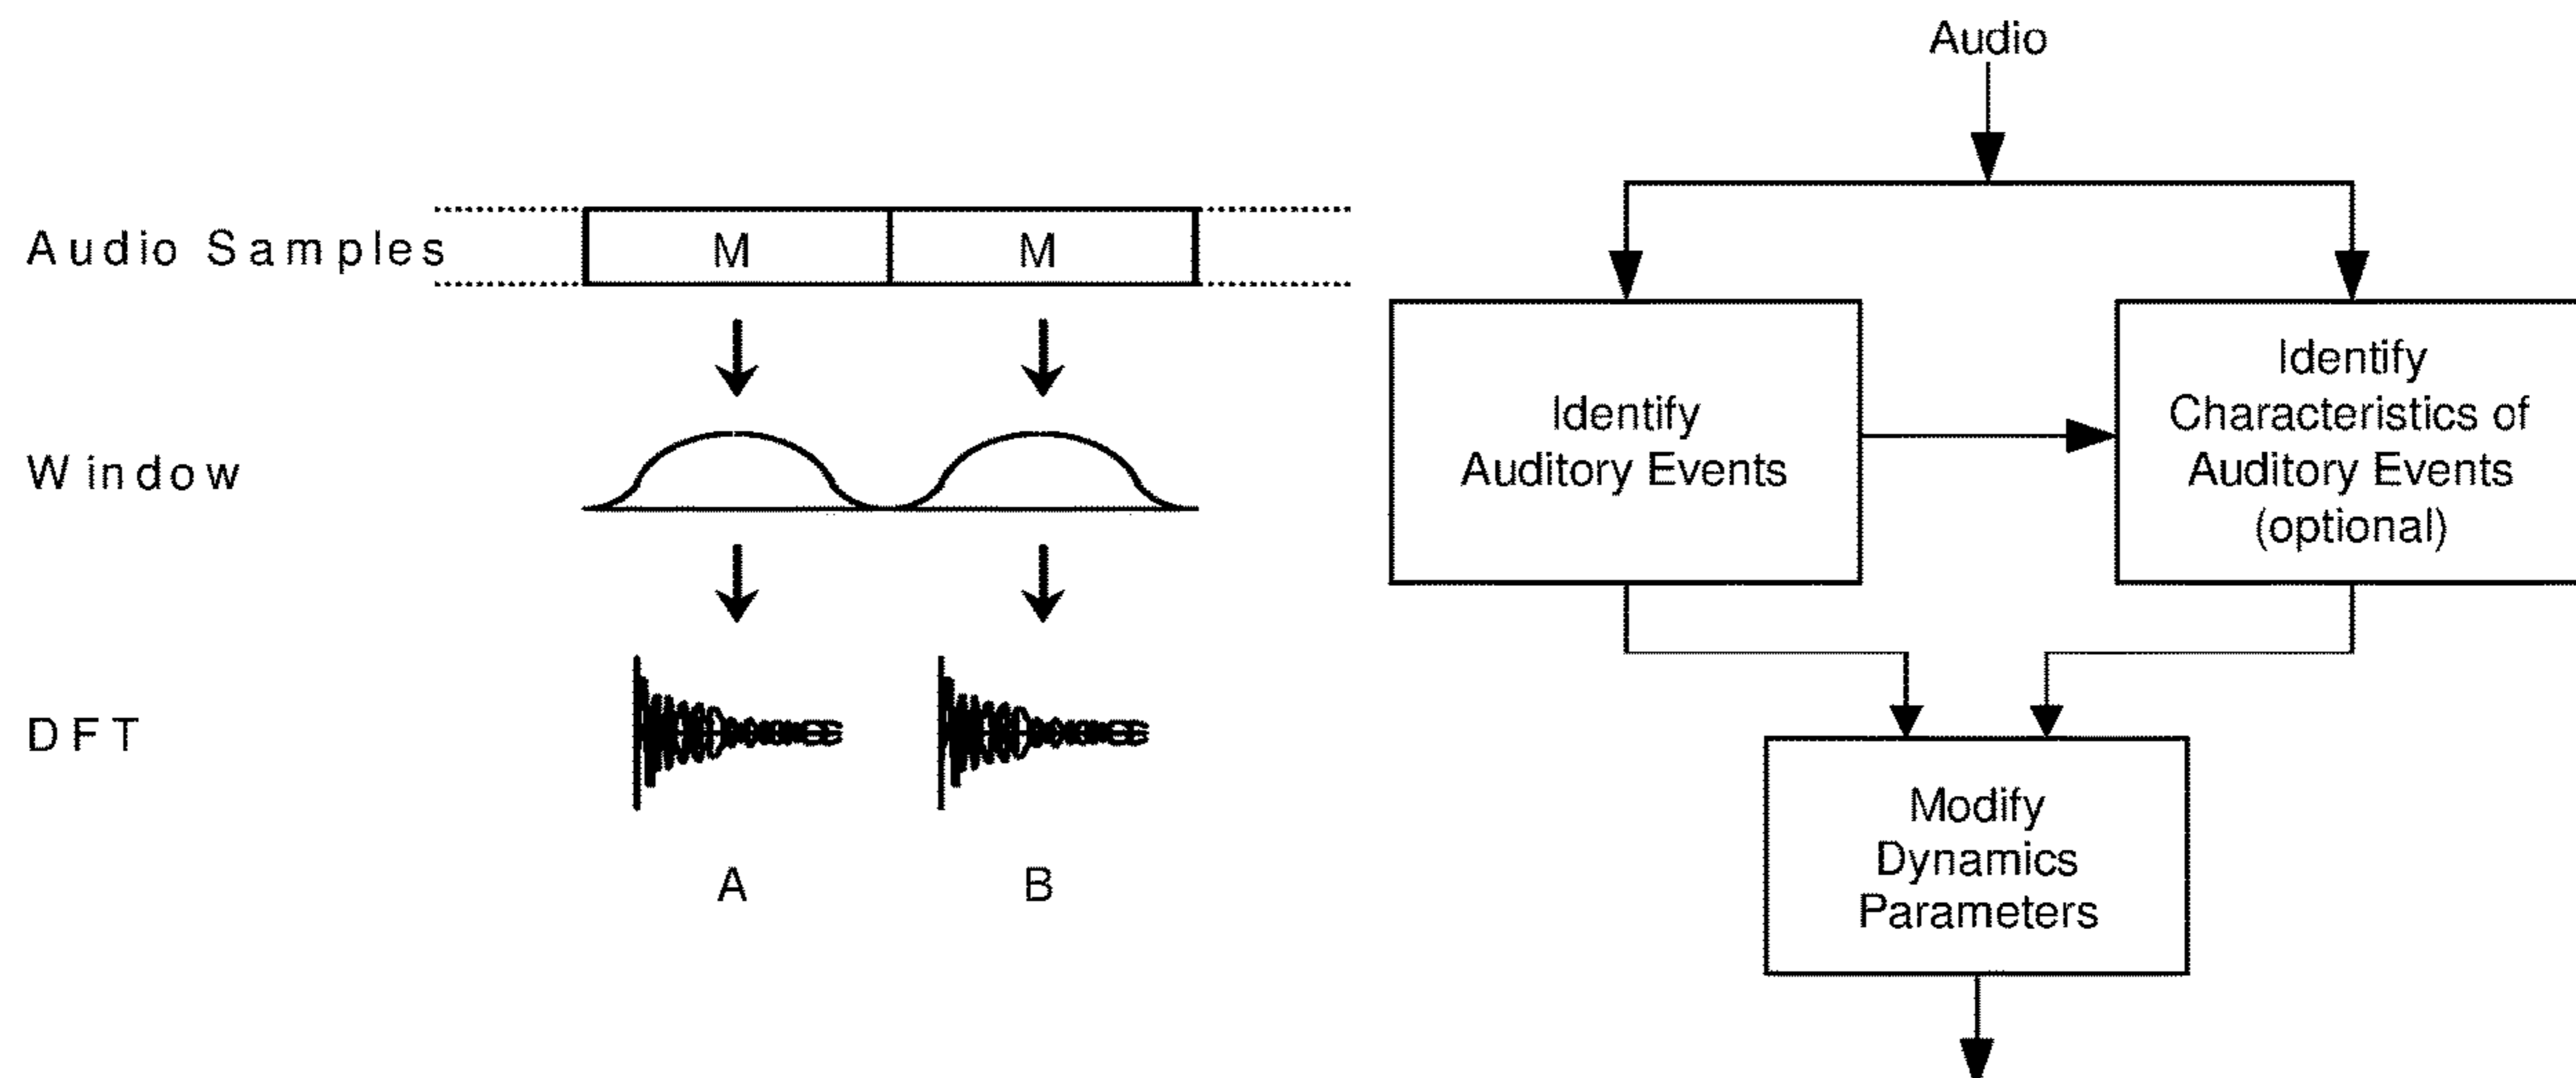 Audio Samples
M
M
Window
DFT
A
B
Audio
Identify
Auditory Events
Identify
Characteristics of
Auditory Events
(optional)
Modify
Dynamics
Parameters